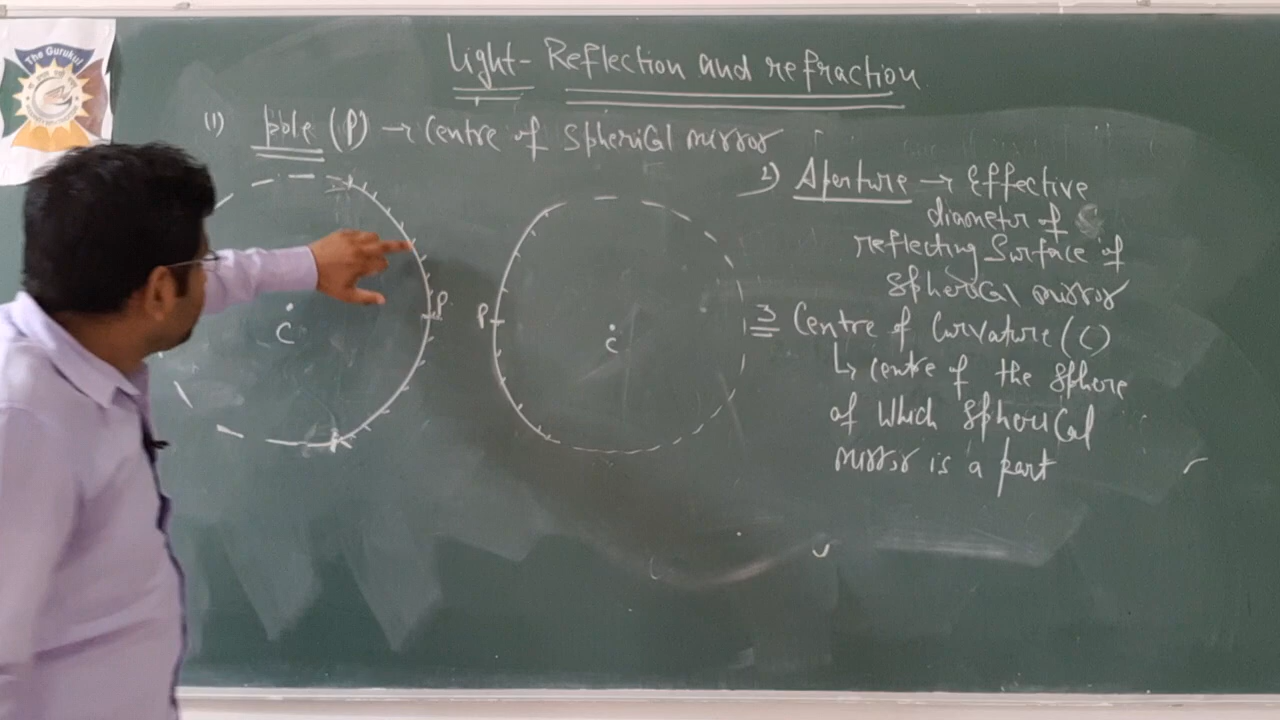 The Gurukul
Light- Reflection and refraction
(1) pole (P) → Centre of spherical mirror
2) Aperture → Effective
diameter of
reflecting surface of
spherical mirror
3 Centre of Curvature (C)
↳ centre of the sphere
of which spherical
mirror is a part
P
C
P
C